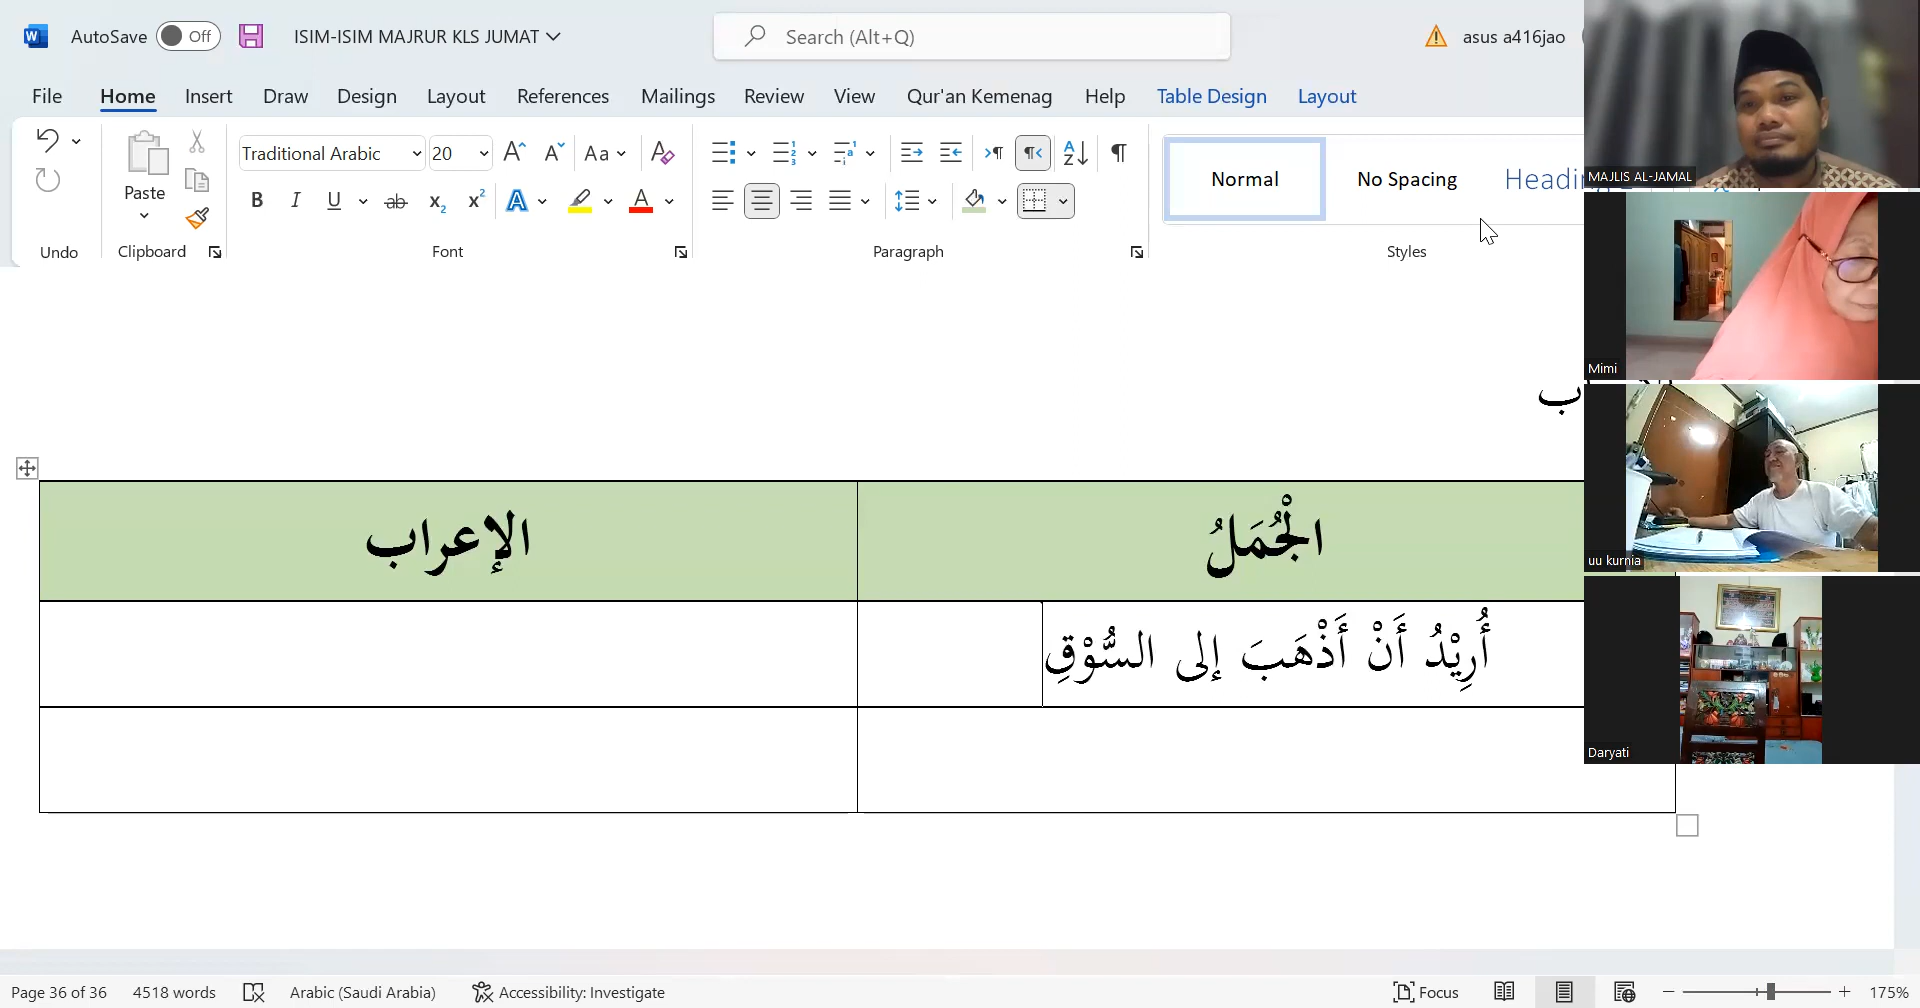 AutoSave Off ISIM-ISIM MAJRUR KLS JUMAT Search (Alt+Q) asus a416jao
File Home Insert Draw Design Layout References Mailings Review View Qur'an Kemenag Help Table Design Layout
Paste Traditional Arabic 20 Normal No Spacing
Undo Clipboard Font Paragraph Styles
MAJLIS AL-JAMAL
Mimi
uu kurnia
Daryati
الْجُمَلُ الإعراب
أُرِيْدُ أَنْ أَذْهَبَ إلى السُّوْقِ
Page 36 of 36 4518 words Arabic (Saudi Arabia) Accessibility: Investigate Focus 175%